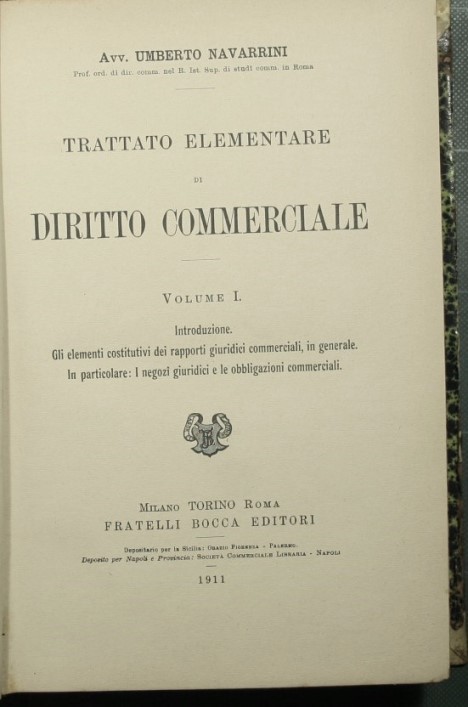 Avv. UMBERTO NAVARRINI
Prof. ord. di dir. comm. nel R. Ist. Sup. di studi comm. in Roma
TRATTATO ELEMENTARE
DI
DIRITTO COMMERCIALE
VOLUME I.
Introduzione.
Gli elementi costitutivi dei rapporti giuridici commerciali, in generale.
In particolare: I negozi giuridici e le obbligazioni commerciali.
MILANO TORINO ROMA
FRATELLI BOCCA EDITORI
Depositario per la Sicilia: ORAZIO FIORENZA - PALERMO.
Deposito per Napoli e Provincia: SOCIETÀ COMMERCIALE LIBRARIA - NAPOLI
1911